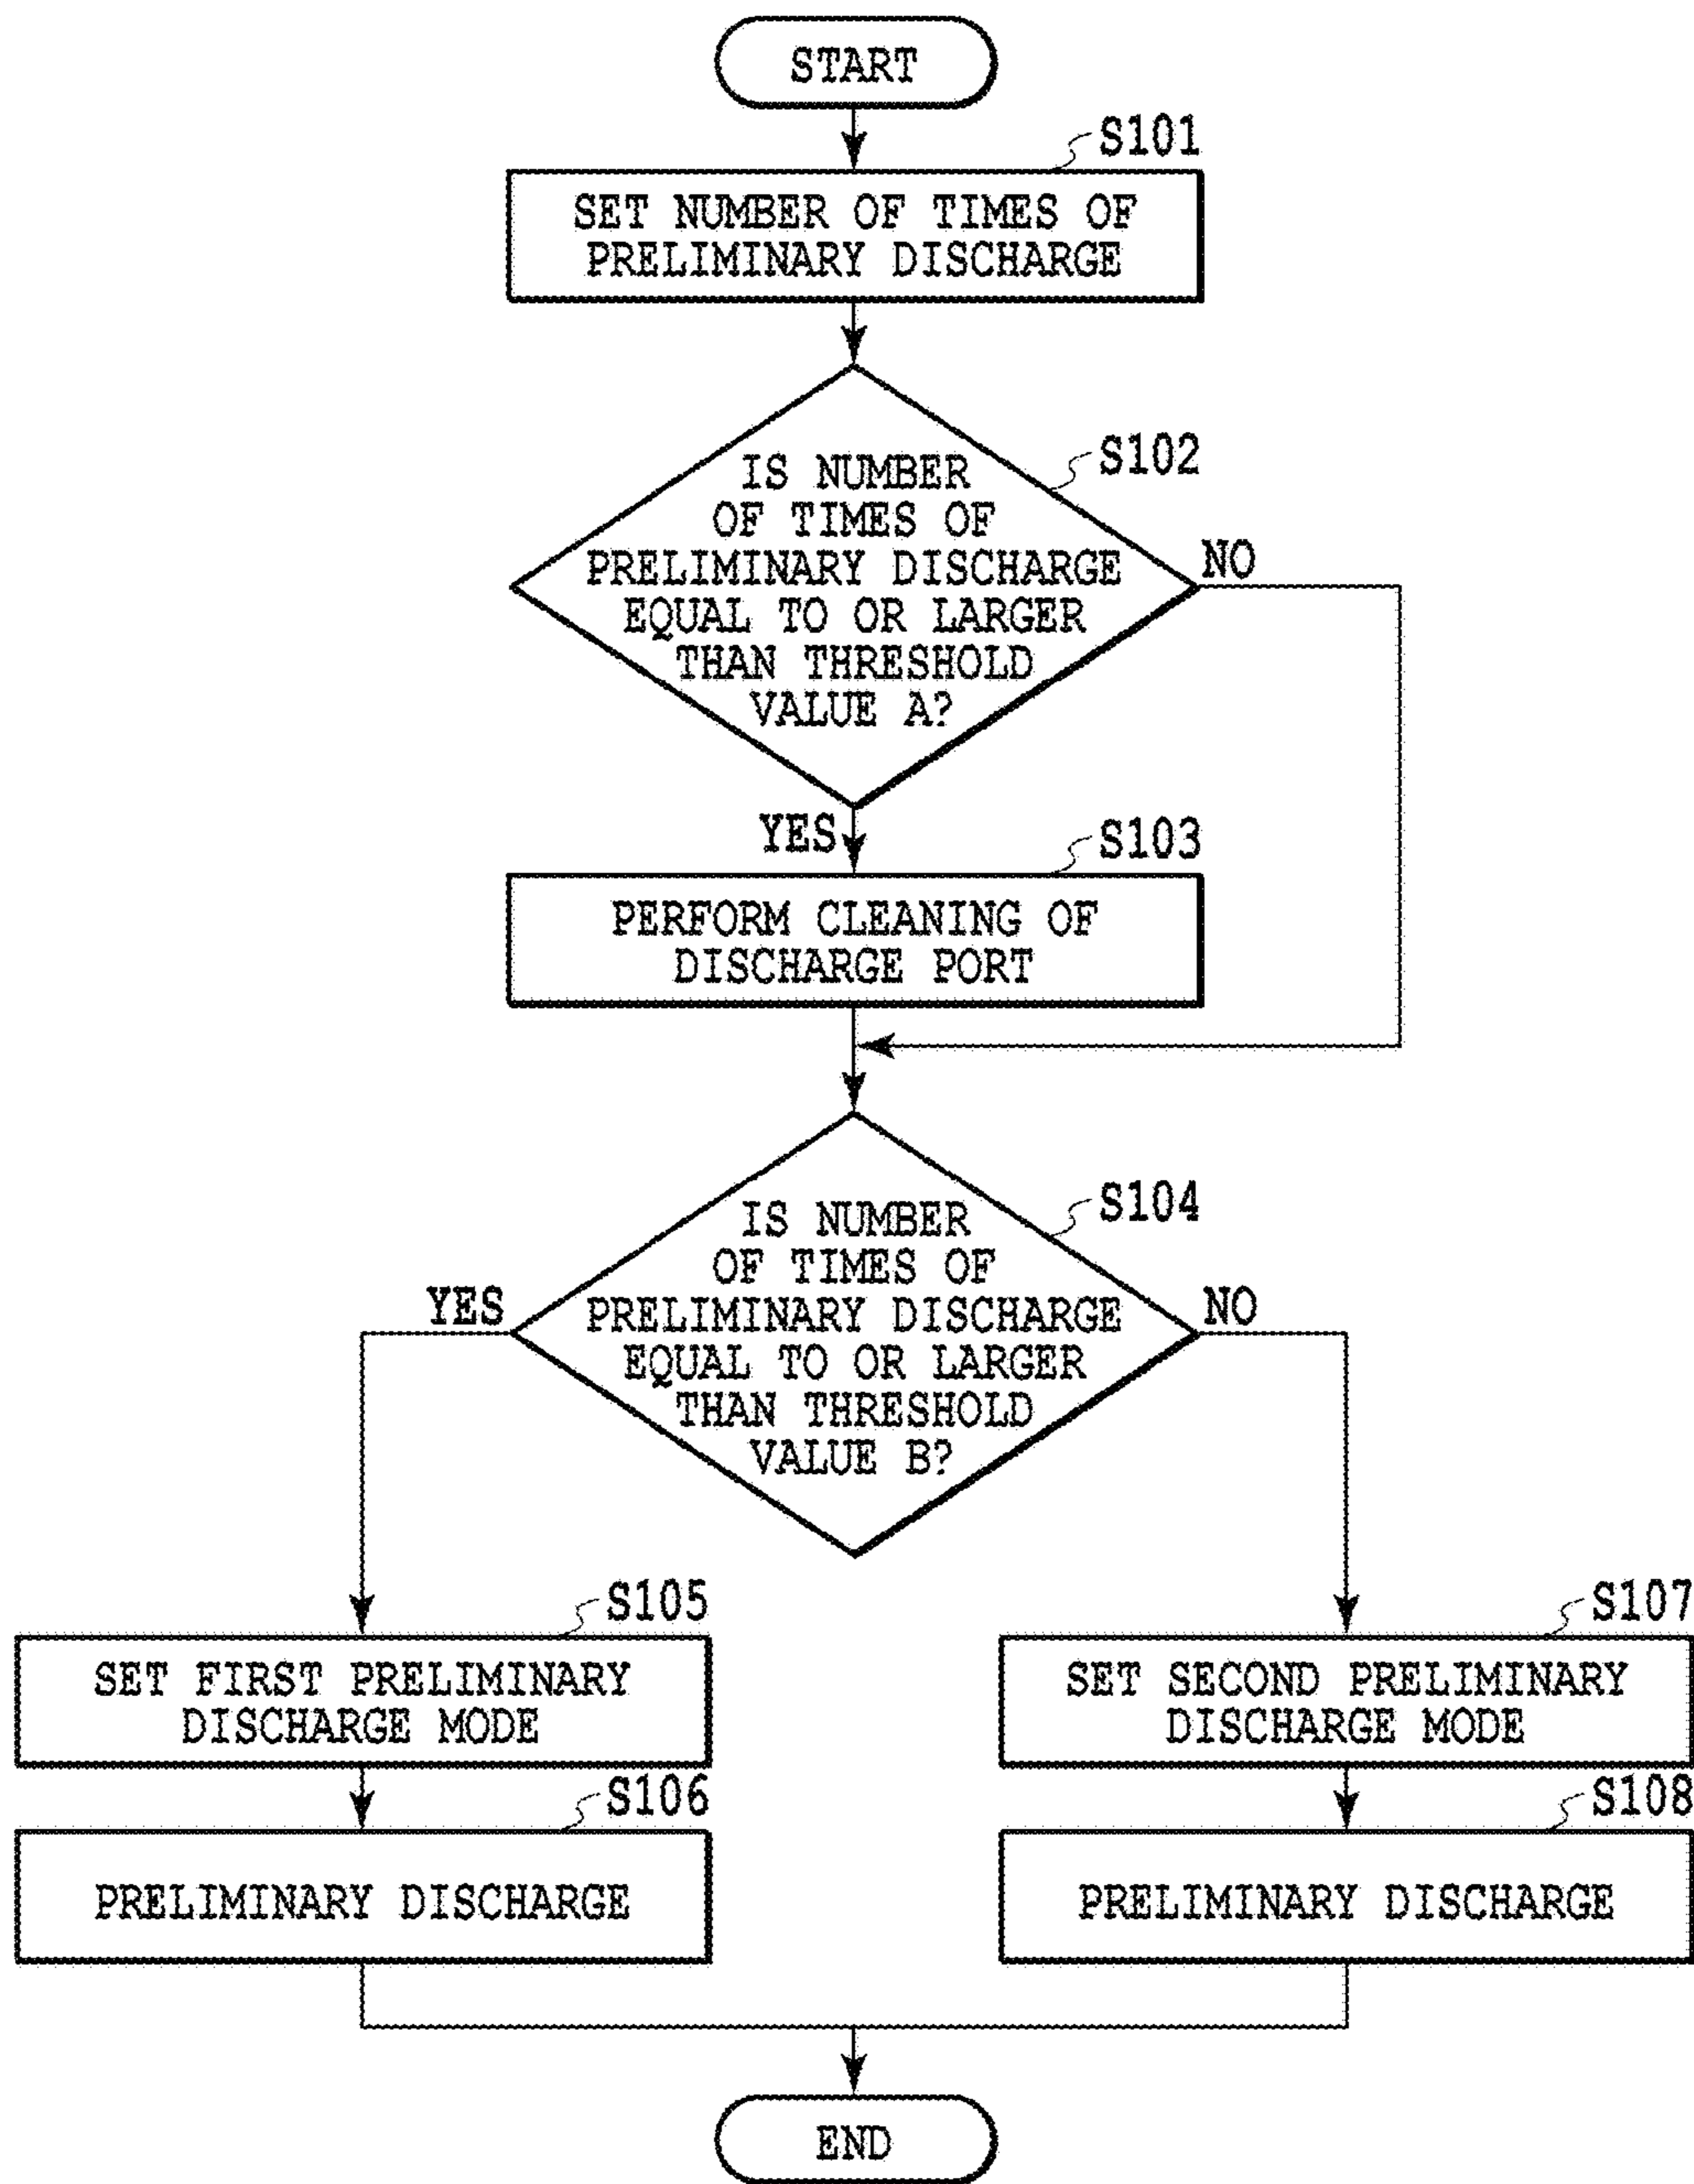 START
S101
SET NUMBER OF TIMES OF
PRELIMINARY DISCHARGE
S102
IS NUMBER
OF TIMES OF
PRELIMINARY DISCHARGE
EQUAL TO OR LARGER
THAN THRESHOLD
VALUE A?
NO
YES
S103
PERFORM CLEANING OF
DISCHARGE PORT
S104
IS NUMBER
OF TIMES OF
PRELIMINARY DISCHARGE
EQUAL TO OR LARGER
THAN THRESHOLD
VALUE B?
YES
NO
S105
SET FIRST PRELIMINARY
DISCHARGE MODE
S106
PRELIMINARY DISCHARGE
S107
SET SECOND PRELIMINARY
DISCHARGE MODE
S108
PRELIMINARY DISCHARGE
END